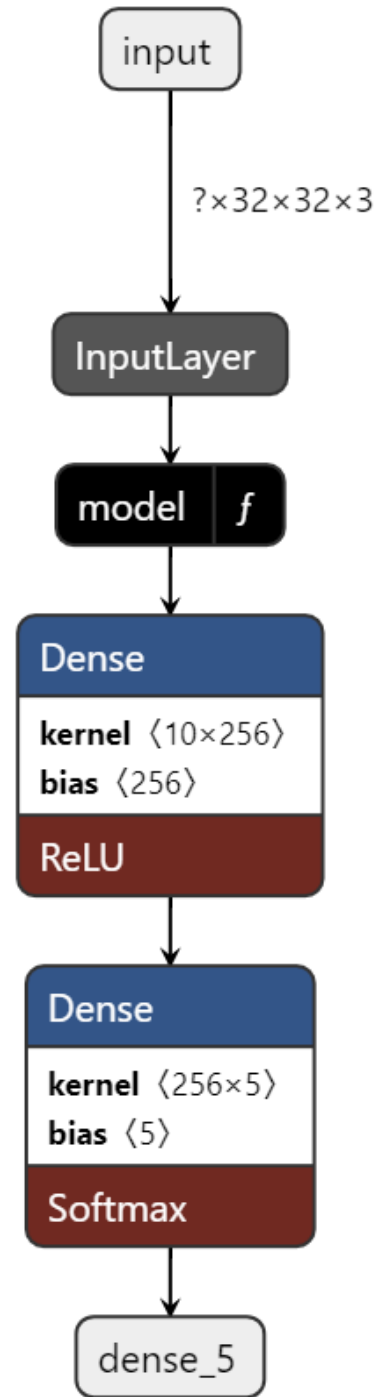 input
?×32×32×3
InputLayer
model f
Dense
kernel 〈10×256〉
bias 〈256〉
ReLU
Dense
kernel 〈256×5〉
bias 〈5〉
Softmax
dense_5